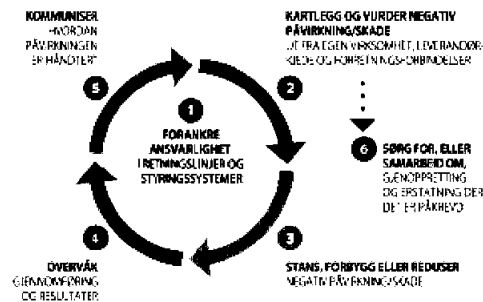 KOMMUNISER
HVORDAN
PÅVIRKNINGEN
ER HÅNDTERT
5
KARTLEGG OG VURDER NEGATIV
PÅVIRKNING/SKADE
UT FRA EGEN VIRKSOMHET, LEVERANDØR-
KJEDE OG FORRETNINGSFORBINDELSER
2
1
FORANKRE
ANSVARLIGHET
I RETNINGSLINJER OG
STYRINGSSYSTEMER
6 SØRG FOR, ELLER
SAMARBEID OM,
GJENOPPRETTING
OG ERSTATNING DER
DET ER PÅKREVD
4
OVERVÅK
GJENNOMFØRING
OG RESULTATER
3
STANS, FOREBYGG ELLER REDUSER
NEGATIV PÅVIRKNING/SKADE